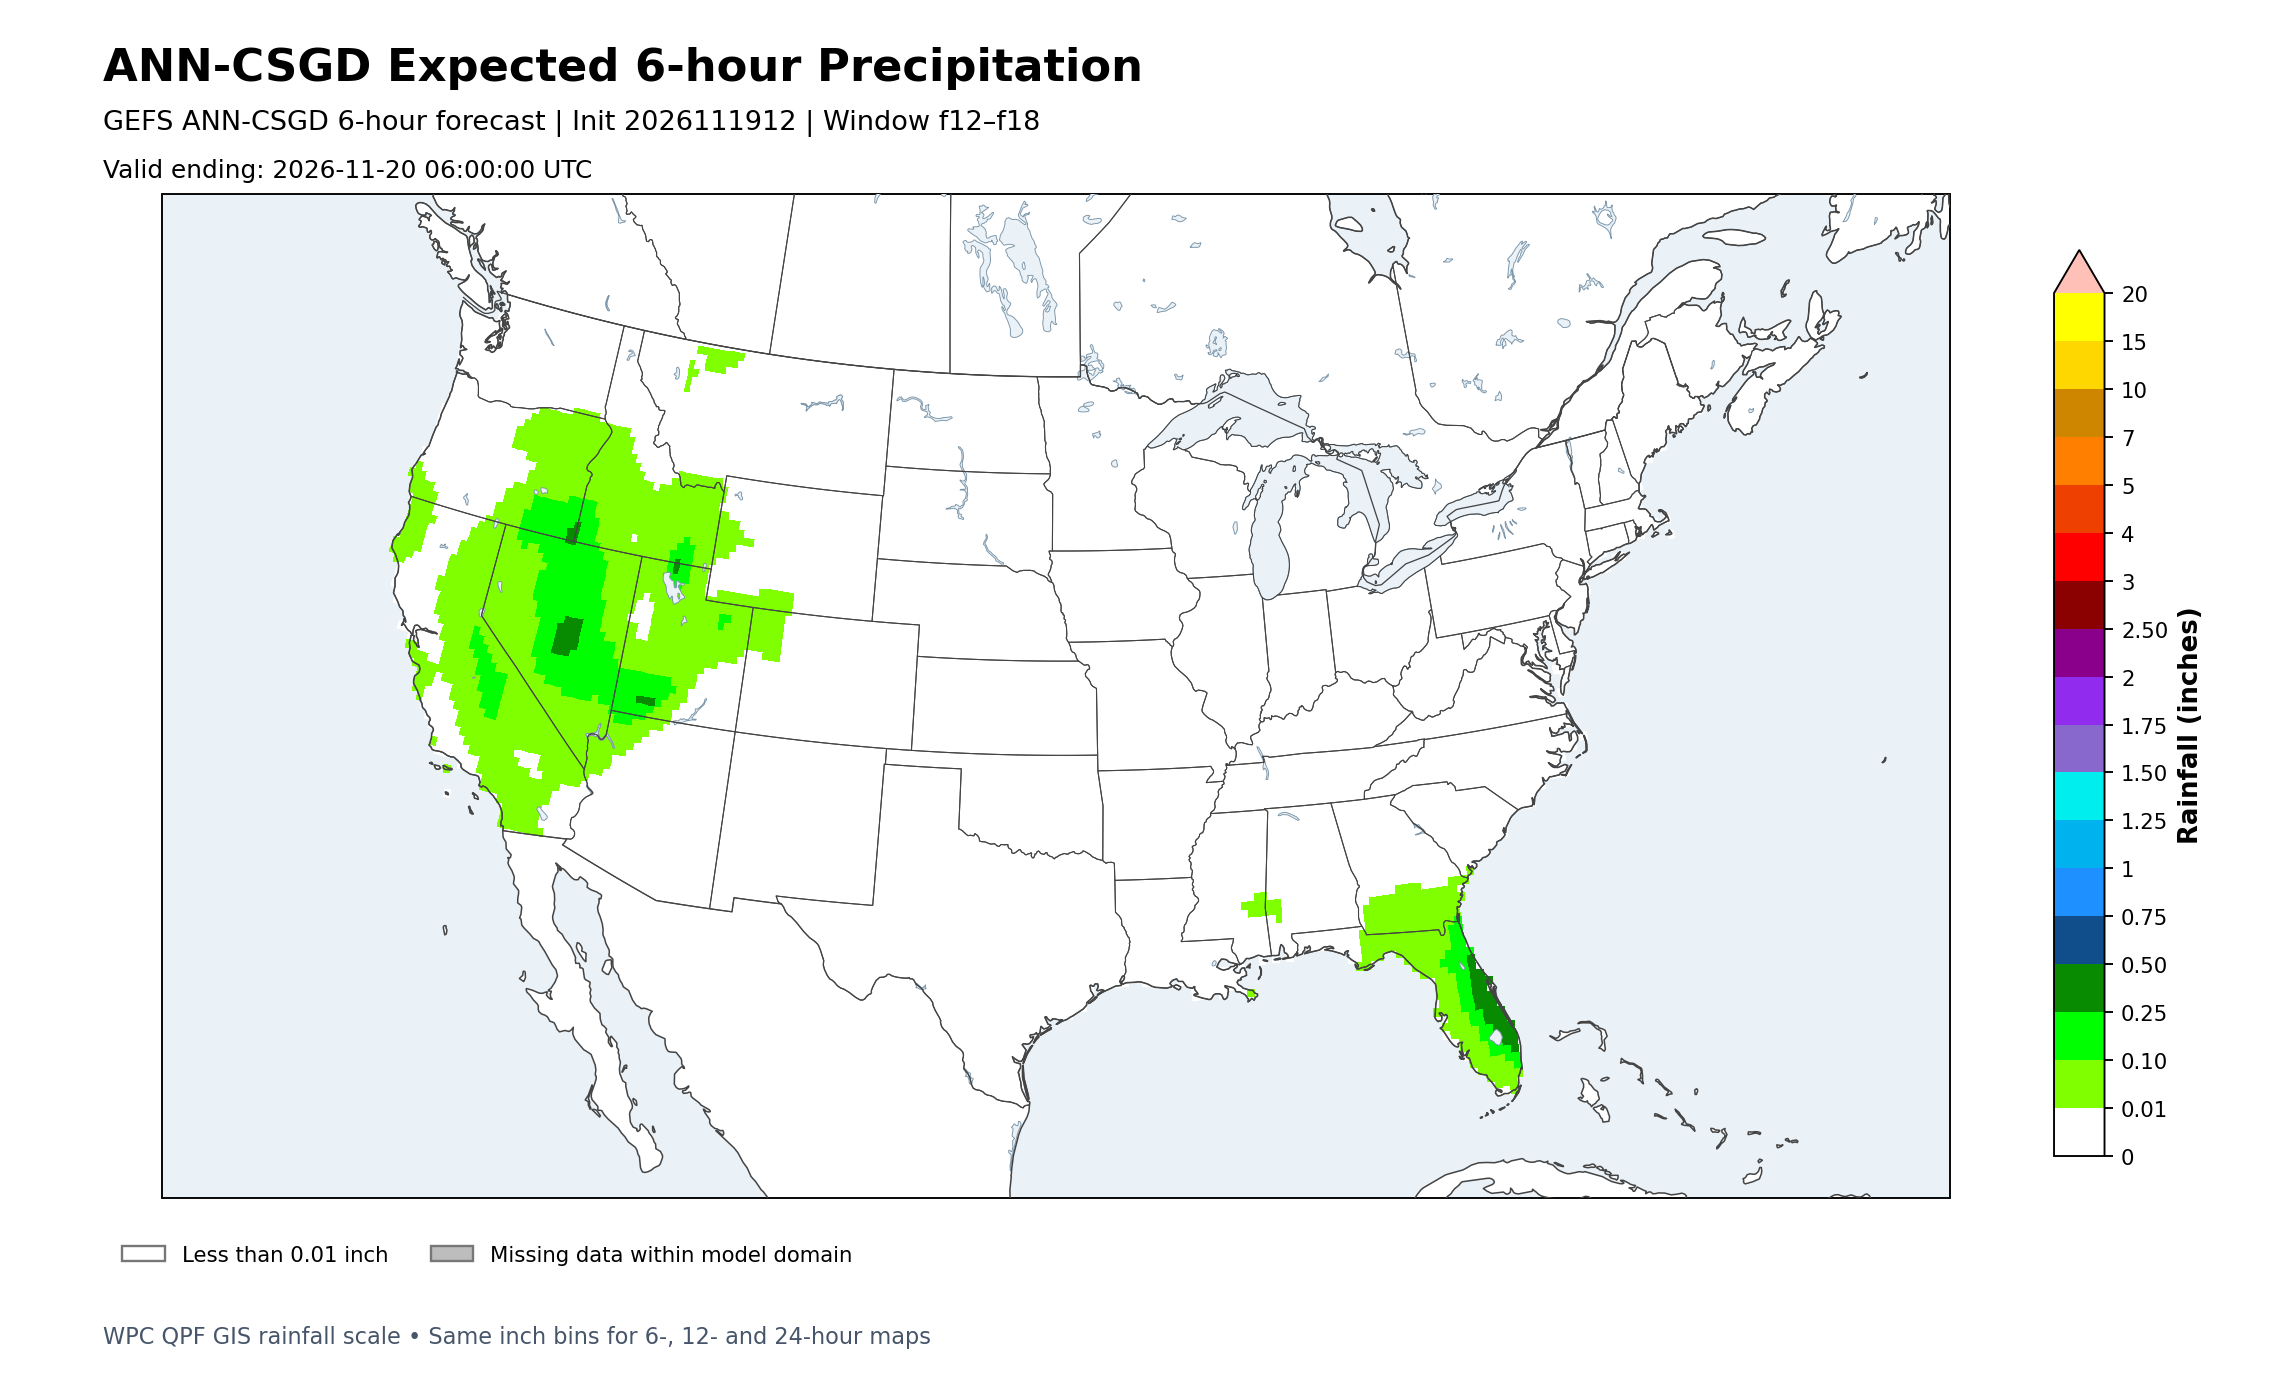 ANN-CSGD Expected 6-hour Precipitation
GEFS ANN-CSGD 6-hour forecast | Init 2026111912 | Window f12–f18
Valid ending: 2026-11-20 06:00:00 UTC
20
15
10
7
5
4
3
2.50
2
1.75
1.50
1.25
1
0.75
0.50
0.25
0.10
0.01
0
Rainfall (inches)
Less than 0.01 inch
Missing data within model domain
WPC QPF GIS rainfall scale • Same inch bins for 6-, 12- and 24-hour maps